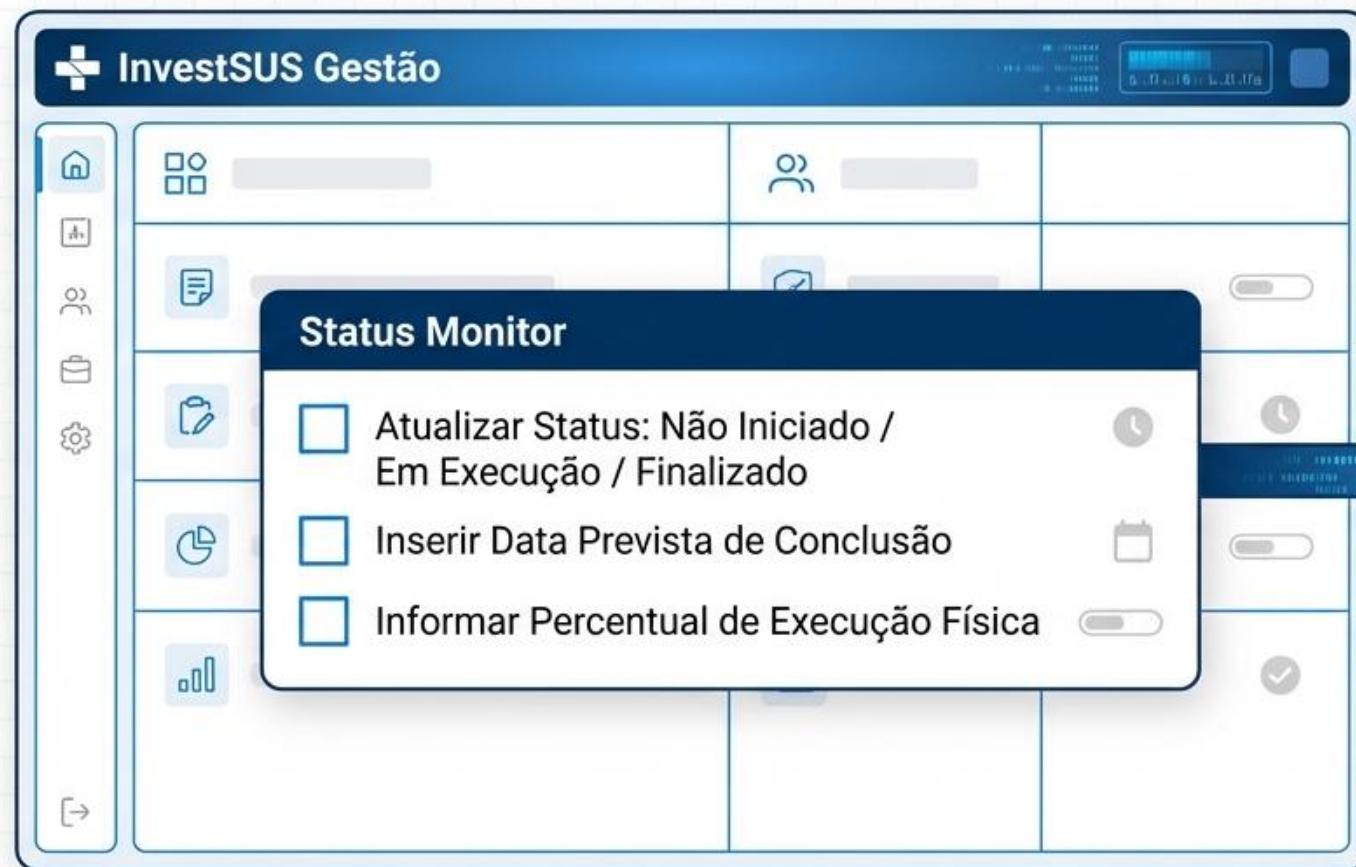 InvestSUS Gestão
Status Monitor
Atualizar Status: Não Iniciado /
Em Execução / Finalizado
Inserir Data Prevista de Conclusão
Informar Percentual de Execução Física